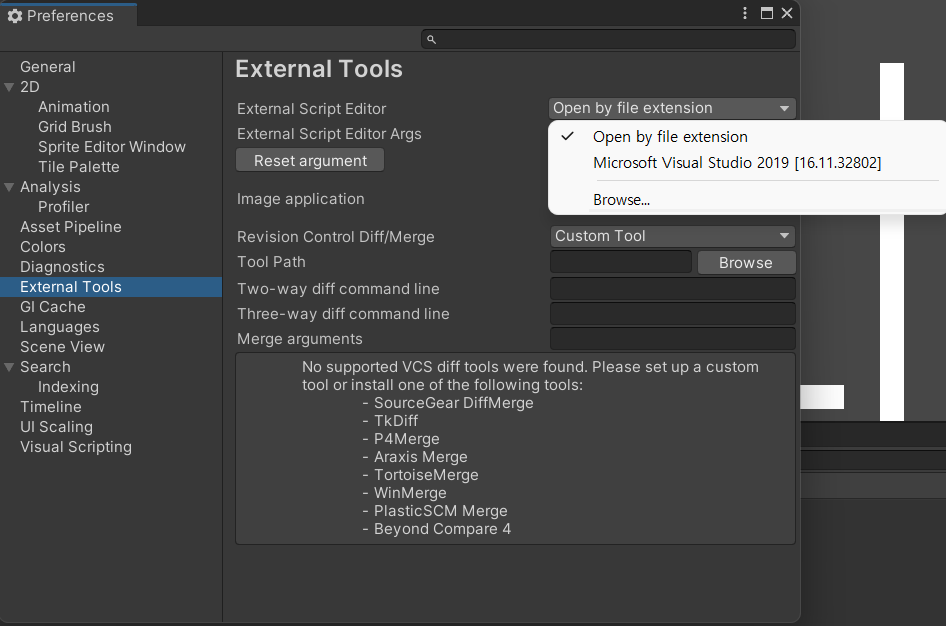 Preferences
General
2D
Animation
Grid Brush
Sprite Editor Window
Tile Palette
Analysis
Profiler
Asset Pipeline
Colors
Diagnostics
External Tools
GI Cache
Languages
Scene View
Search
Indexing
Timeline
UI Scaling
Visual Scripting
External Tools
External Script Editor
Open by file extension
Open by file extension
Microsoft Visual Studio 2019 [16.11.32802]
Browse...
External Script Editor Args
Reset argument
Image application
Revision Control Diff/Merge
Custom Tool
Tool Path
Browse
Two-way diff command line
Three-way diff command line
Merge arguments
No supported VCS diff tools were found. Please set up a custom
tool or install one of the following tools:
- SourceGear DiffMerge
- TkDiff
- P4Merge
- Araxis Merge
- TortoiseMerge
- WinMerge
- PlasticSCM Merge
- Beyond Compare 4